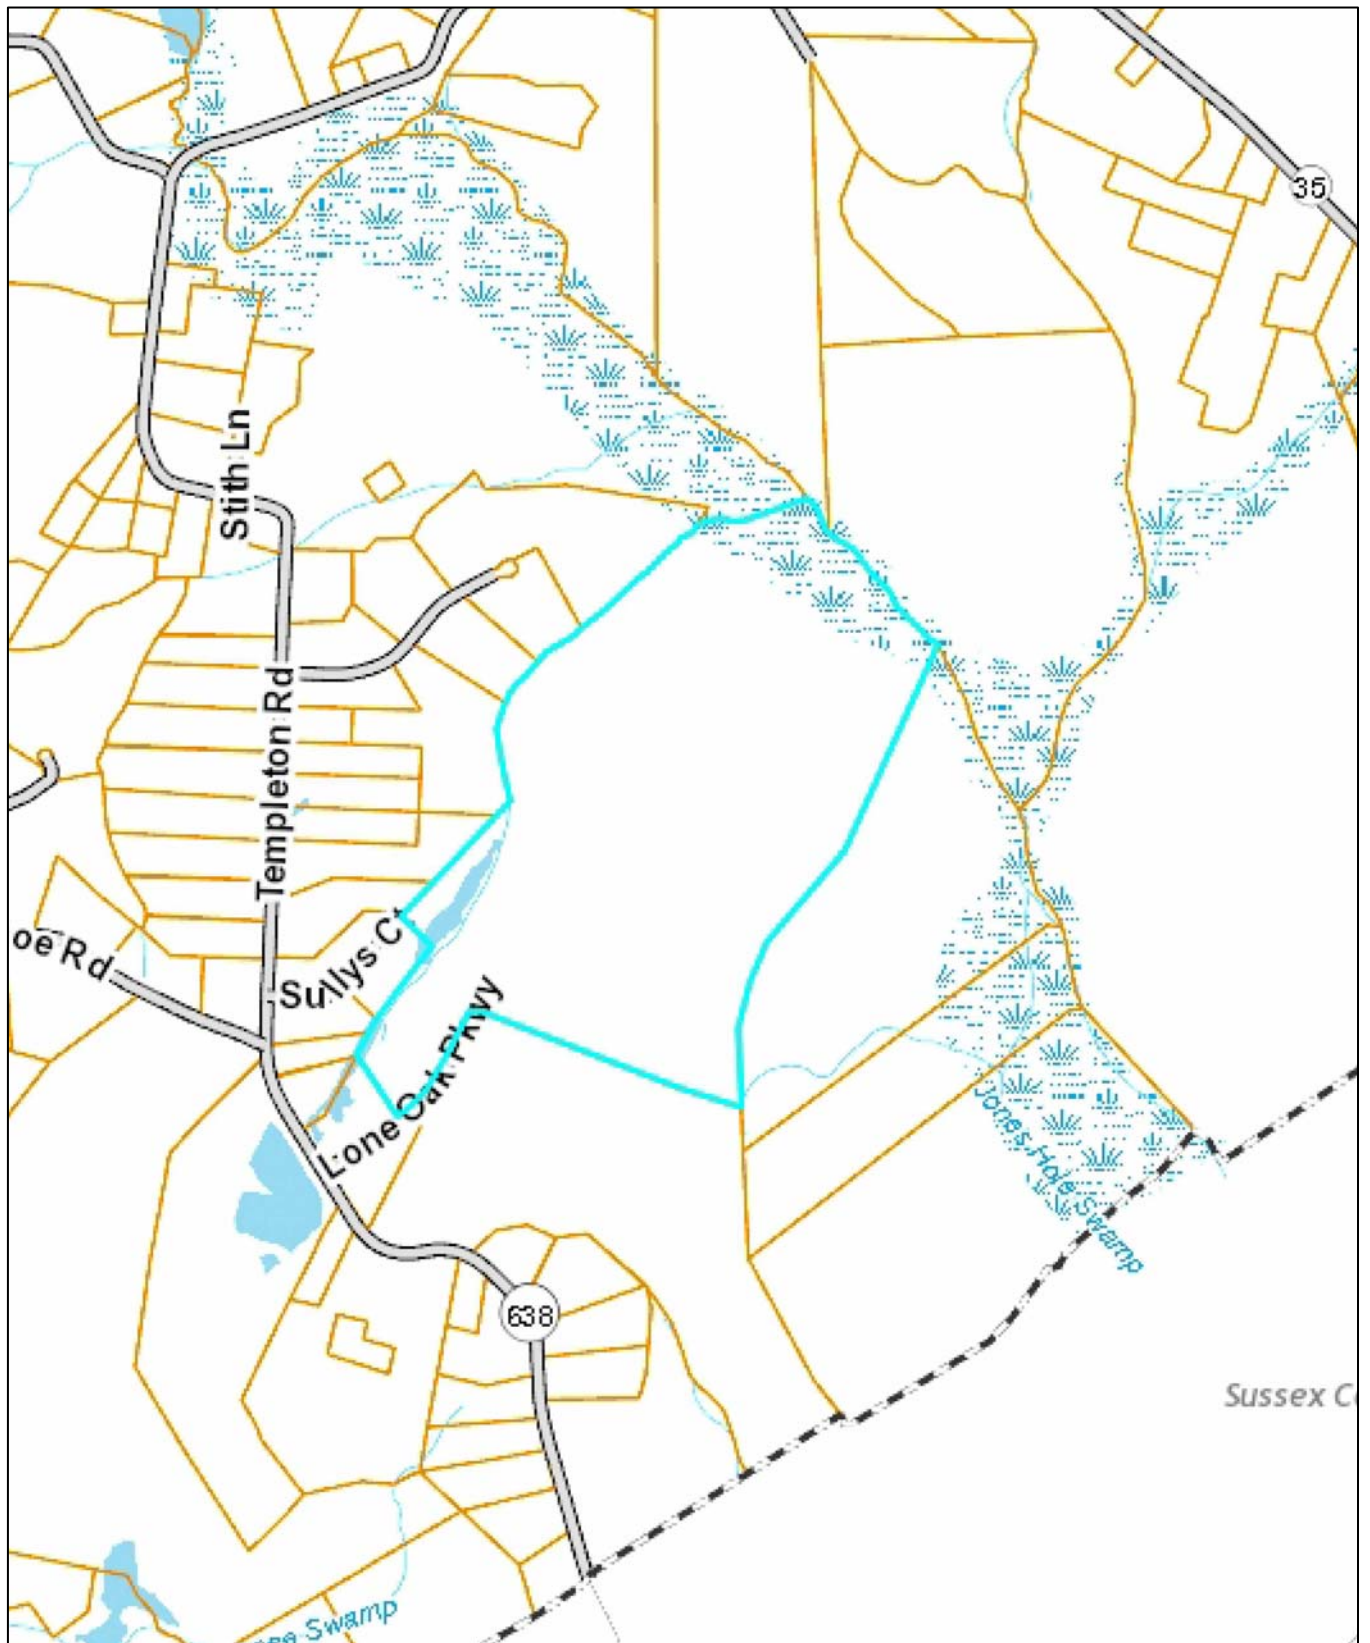 35
Stith Ln
Templeton Rd
oe Rd
Sullys Ct
Lone Oak Pkwy
Jones Hole Swamp
638
Sussex C
Swamp